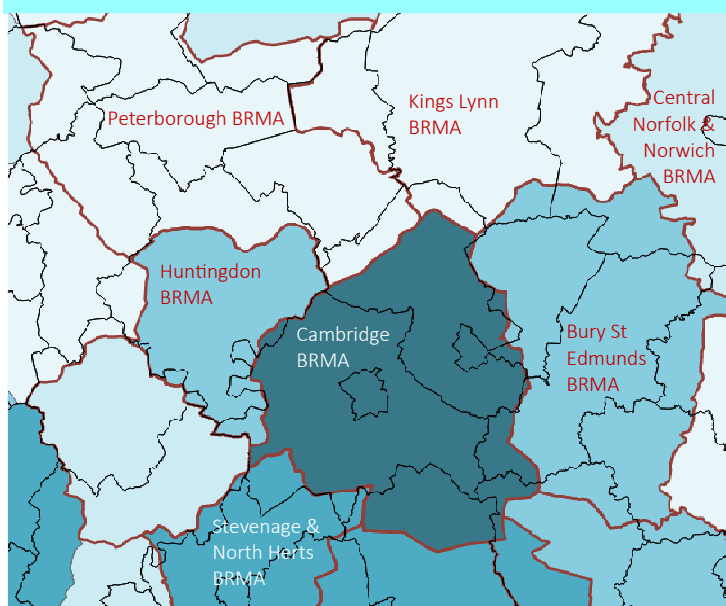 Peterborough BRMA
Kings Lynn
BRMA
Central
Norfolk &
Norwich
BRMA
Huntingdon
BRMA
Cambridge
BRMA
Bury St
Edmunds
BRMA
Stevenage &
North Herts
BRMA